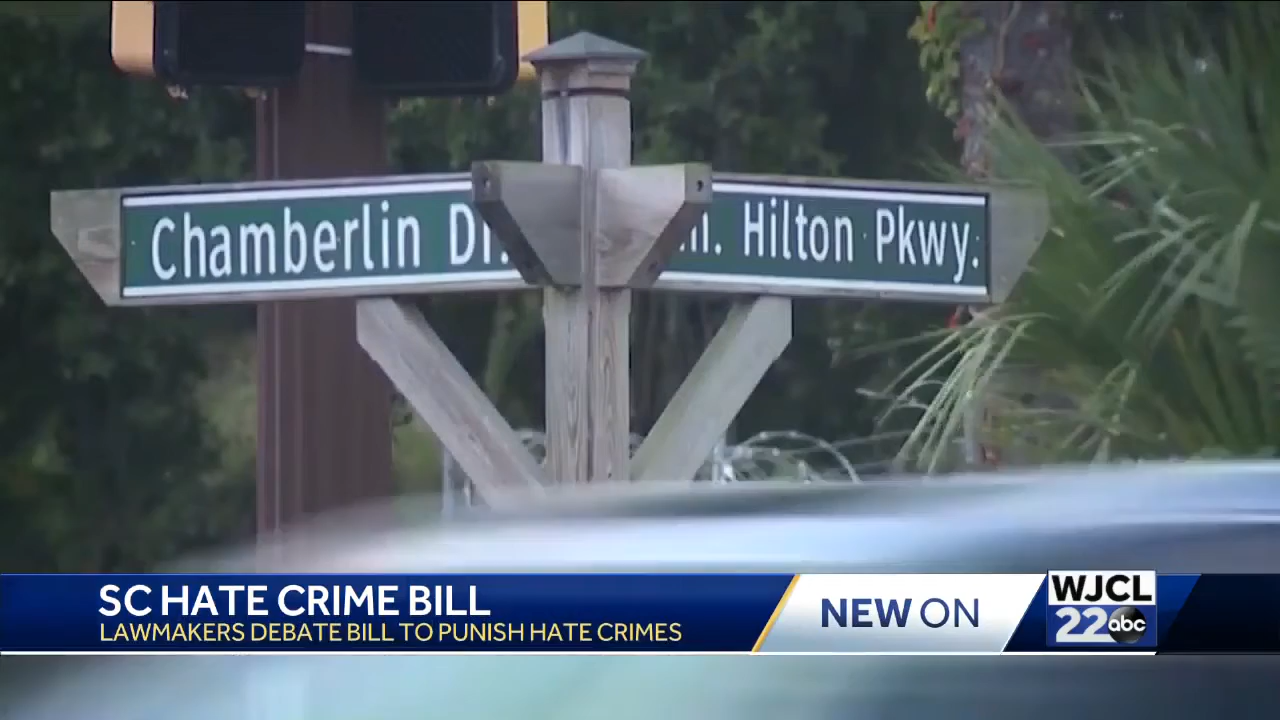 Chamberlin Dr.
Hilton Pkwy.
SC HATE CRIME BILL
LAWMAKERS DEBATE BILL TO PUNISH HATE CRIMES
NEW ON
WJCL
22 abc